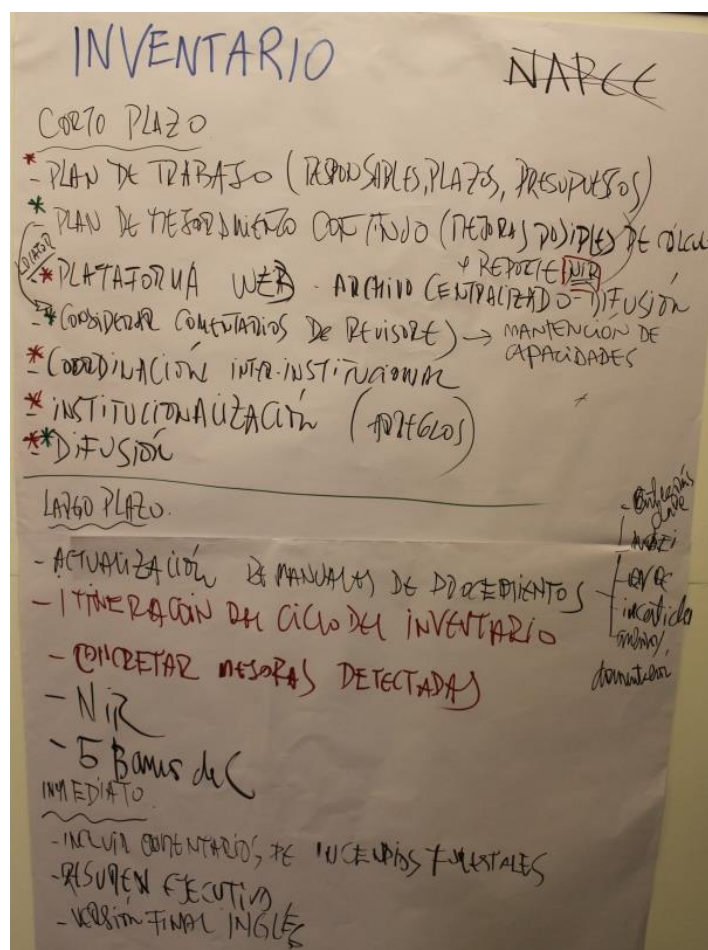 INVENTARIO
NAPCC
CORTO PLAZO
- PLAN DE TRABAJO (RESPONSABLES, PLAZOS, PRESUPUESTOS)
* PLAN DE MEJORAMIENTO CONTINUO (MEJORAS POSIBLES DE CÁLCULO
+ REPORTE NIR
* PLATAFORMA WEB - ARCHIVO CENTRALIZADO - DIFUSIÓN
- * CONSIDERAR COMENTARIOS DE REVISORES) → MANTENCIÓN DE
CAPACIDADES
* COORDINACIÓN INTER-INSTITUCIONAL
* INSTITUCIONALIZACIÓN (ARREGLOS)
** DIFUSIÓN
LARGO PLAZO.
- ACTUALIZACIÓN DE MANUALES DE PROCEDIMIENTOS
- ITINERACIÓN DEL CICLO DEL INVENTARIO
- CONCRETAR MEJORAS DETECTADAS
- NIR
- 5 Bancos de C
INMEDIATO
- INCLUIR COMENTARIOS, DE INCENDIOS FORESTALES
- RESUMEN EJECUTIVO
- VERSIÓN FINAL INGLES